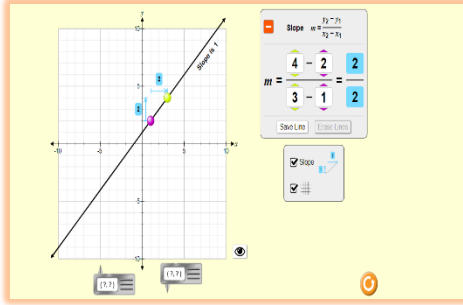 y
10
Slope is 1
2
5
2
-10
-5
5
10
x
-5
-10
(?,?)
(?,?)
Slope m = y₂ − y₁ / x₂ − x₁
m = 4 − 2 / 3 − 1 = 2 / 2
Save Line
Erase Lines
Slope